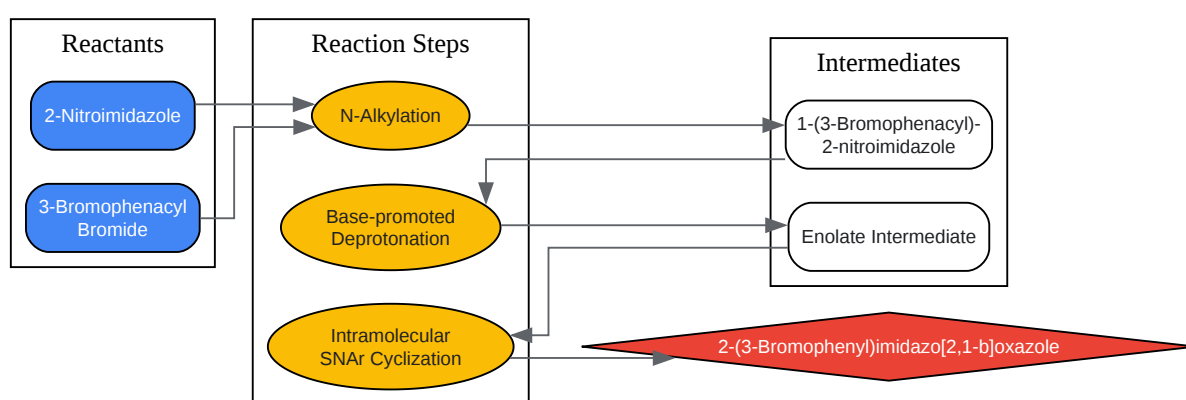 Reactants
Reaction Steps
Intermediates
2-Nitroimidazole
3-Bromophenacyl
Bromide
N-Alkylation
Base-promoted
Deprotonation
Intramolecular
SNAr Cyclization
1-(3-Bromophenacyl)-
2-nitroimidazole
Enolate Intermediate
2-(3-Bromophenyl)imidazo[2,1-b]oxazole